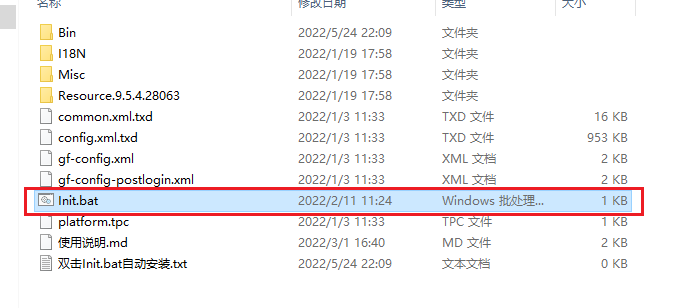 名称 修改日期 类型 大小
Bin 2022/5/24 22:09 文件夹
I18N 2022/1/19 17:58 文件夹
Misc 2022/1/19 17:58 文件夹
Resource.9.5.4.28063 2022/1/19 17:58 文件夹
common.xml.txd 2022/1/3 11:33 TXD 文件 16 KB
config.xml.txd 2022/1/3 11:33 TXD 文件 953 KB
gf-config.xml 2022/1/3 11:33 XML 文档 2 KB
gf-config-postlogin.xml 2022/1/3 11:33 XML 文档 2 KB
Init.bat 2022/2/11 11:24 Windows 批处理... 1 KB
platform.tpc 2022/1/3 11:33 TPC 文件 1 KB
使用说明.md 2022/3/1 16:40 MD 文件 2 KB
双击Init.bat自动安装.txt 2022/5/24 22:09 文本文档 0 KB